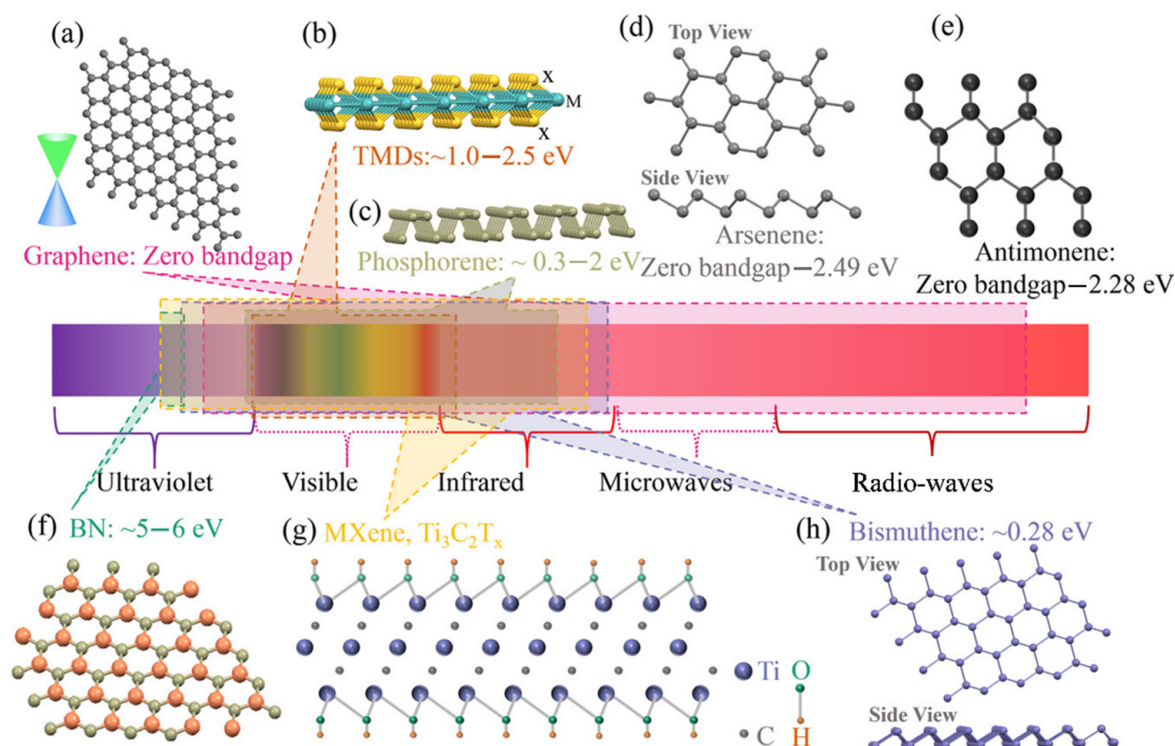 (a)
(b)
(d)
Top View
(e)
X
M
X
TMDs:~1.0−2.5 eV
Side View
(c)
Graphene: Zero bandgap
Phosphorene: ~ 0.3−2 eV
Arsenene:
Zero bandgap−2.49 eV
Antimonene:
Zero bandgap−2.28 eV
Ultraviolet
Visible
Infrared
Microwaves
Radio-waves
(f)
BN: ~5−6 eV
(g)
MXene, Ti₃C₂Tₓ
(h)
Bismuthene: ~0.28 eV
Top View
Ti
O
C
H
Side View